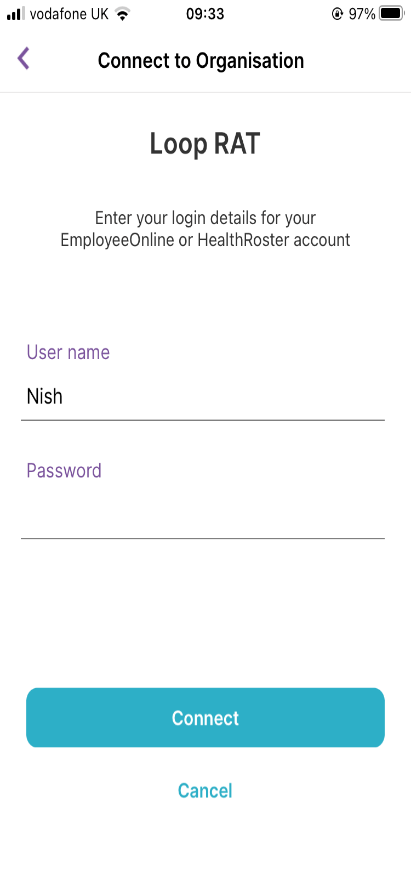 vodafone UK 09:33 97%
Connect to Organisation
Loop RAT
Enter your login details for your
EmployeeOnline or HealthRoster account
User name
Nish
Password
Connect
Cancel